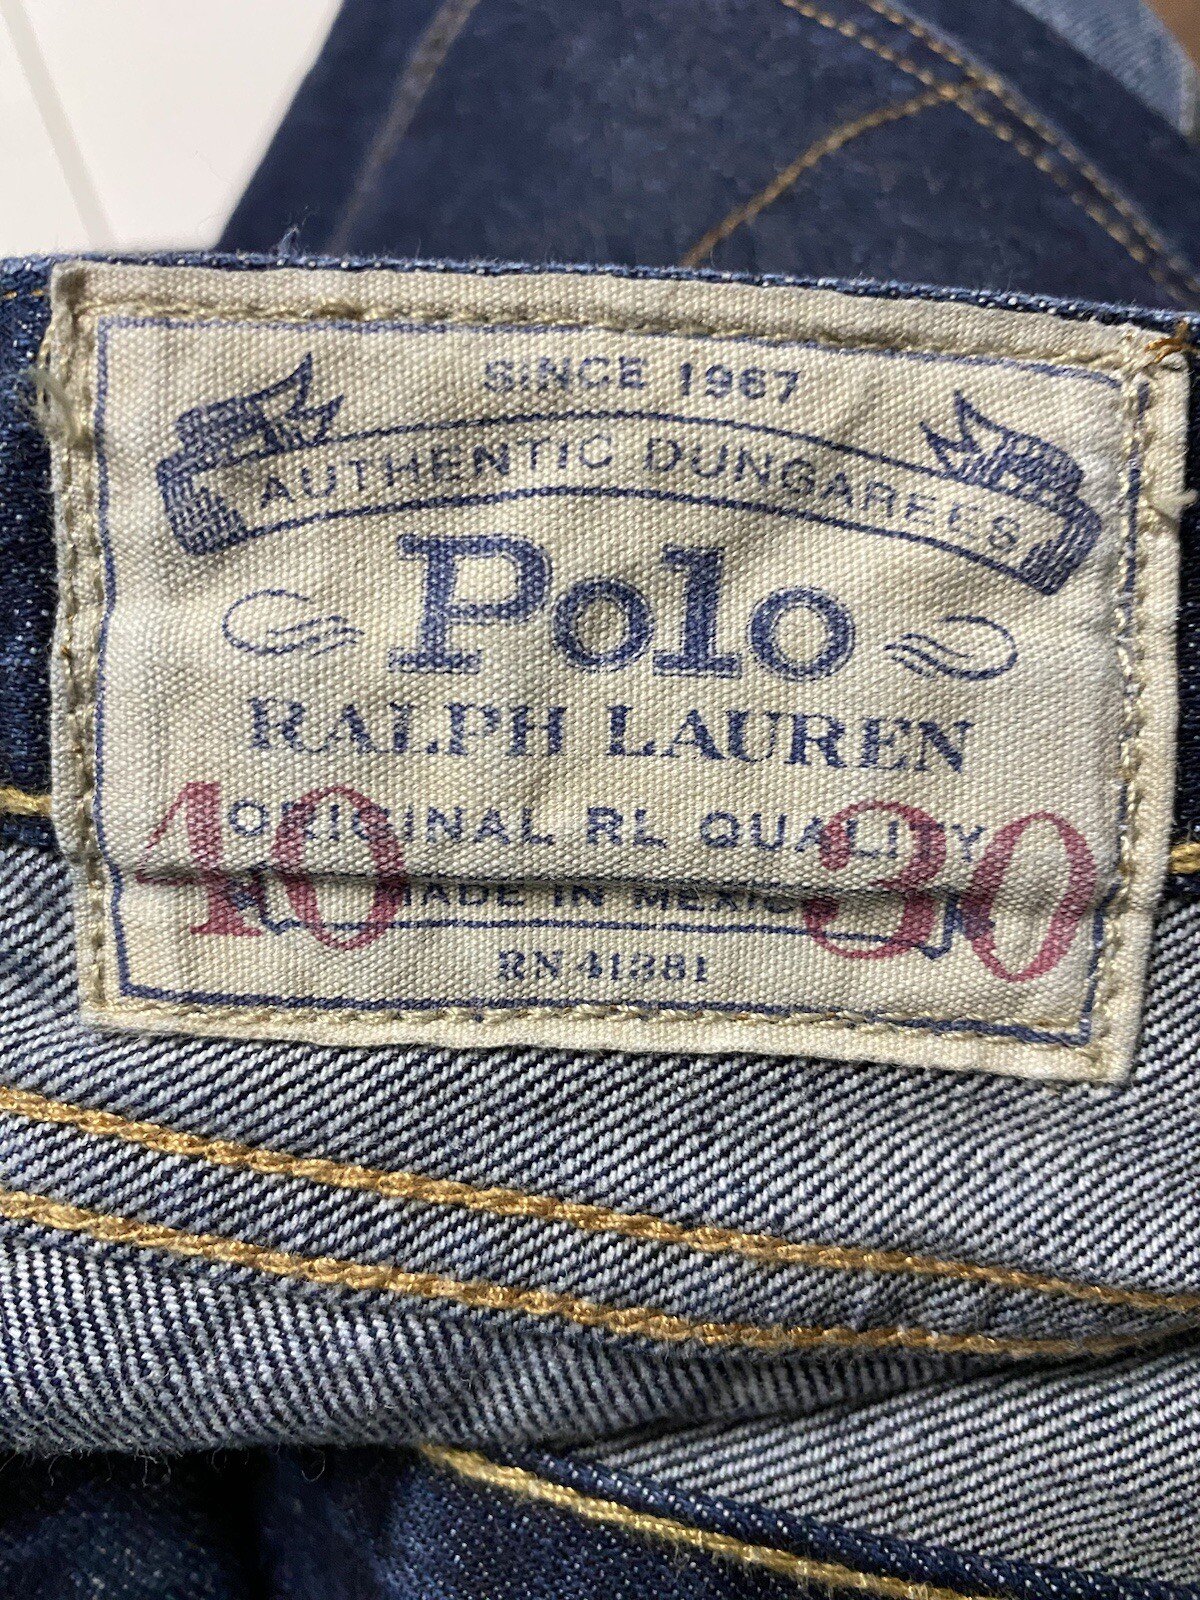 SINCE 1967
AUTHENTIC DUNGAREES
Polo
RALPH LAUREN
ORIGINAL RL QUALITY
40 30
MADE IN MEXICO
RN 41381